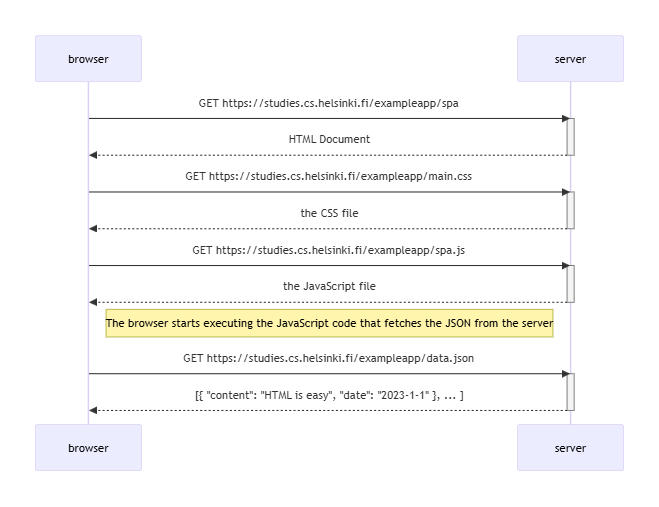 browser server
GET https://studies.cs.helsinki.fi/exampleapp/spa
HTML Document
GET https://studies.cs.helsinki.fi/exampleapp/main.css
the CSS file
GET https://studies.cs.helsinki.fi/exampleapp/spa.js
the JavaScript file
The browser starts executing the JavaScript code that fetches the JSON from the server
GET https://studies.cs.helsinki.fi/exampleapp/data.json
[{ "content": "HTML is easy", "date": "2023-1-1" }, ... ]
browser server